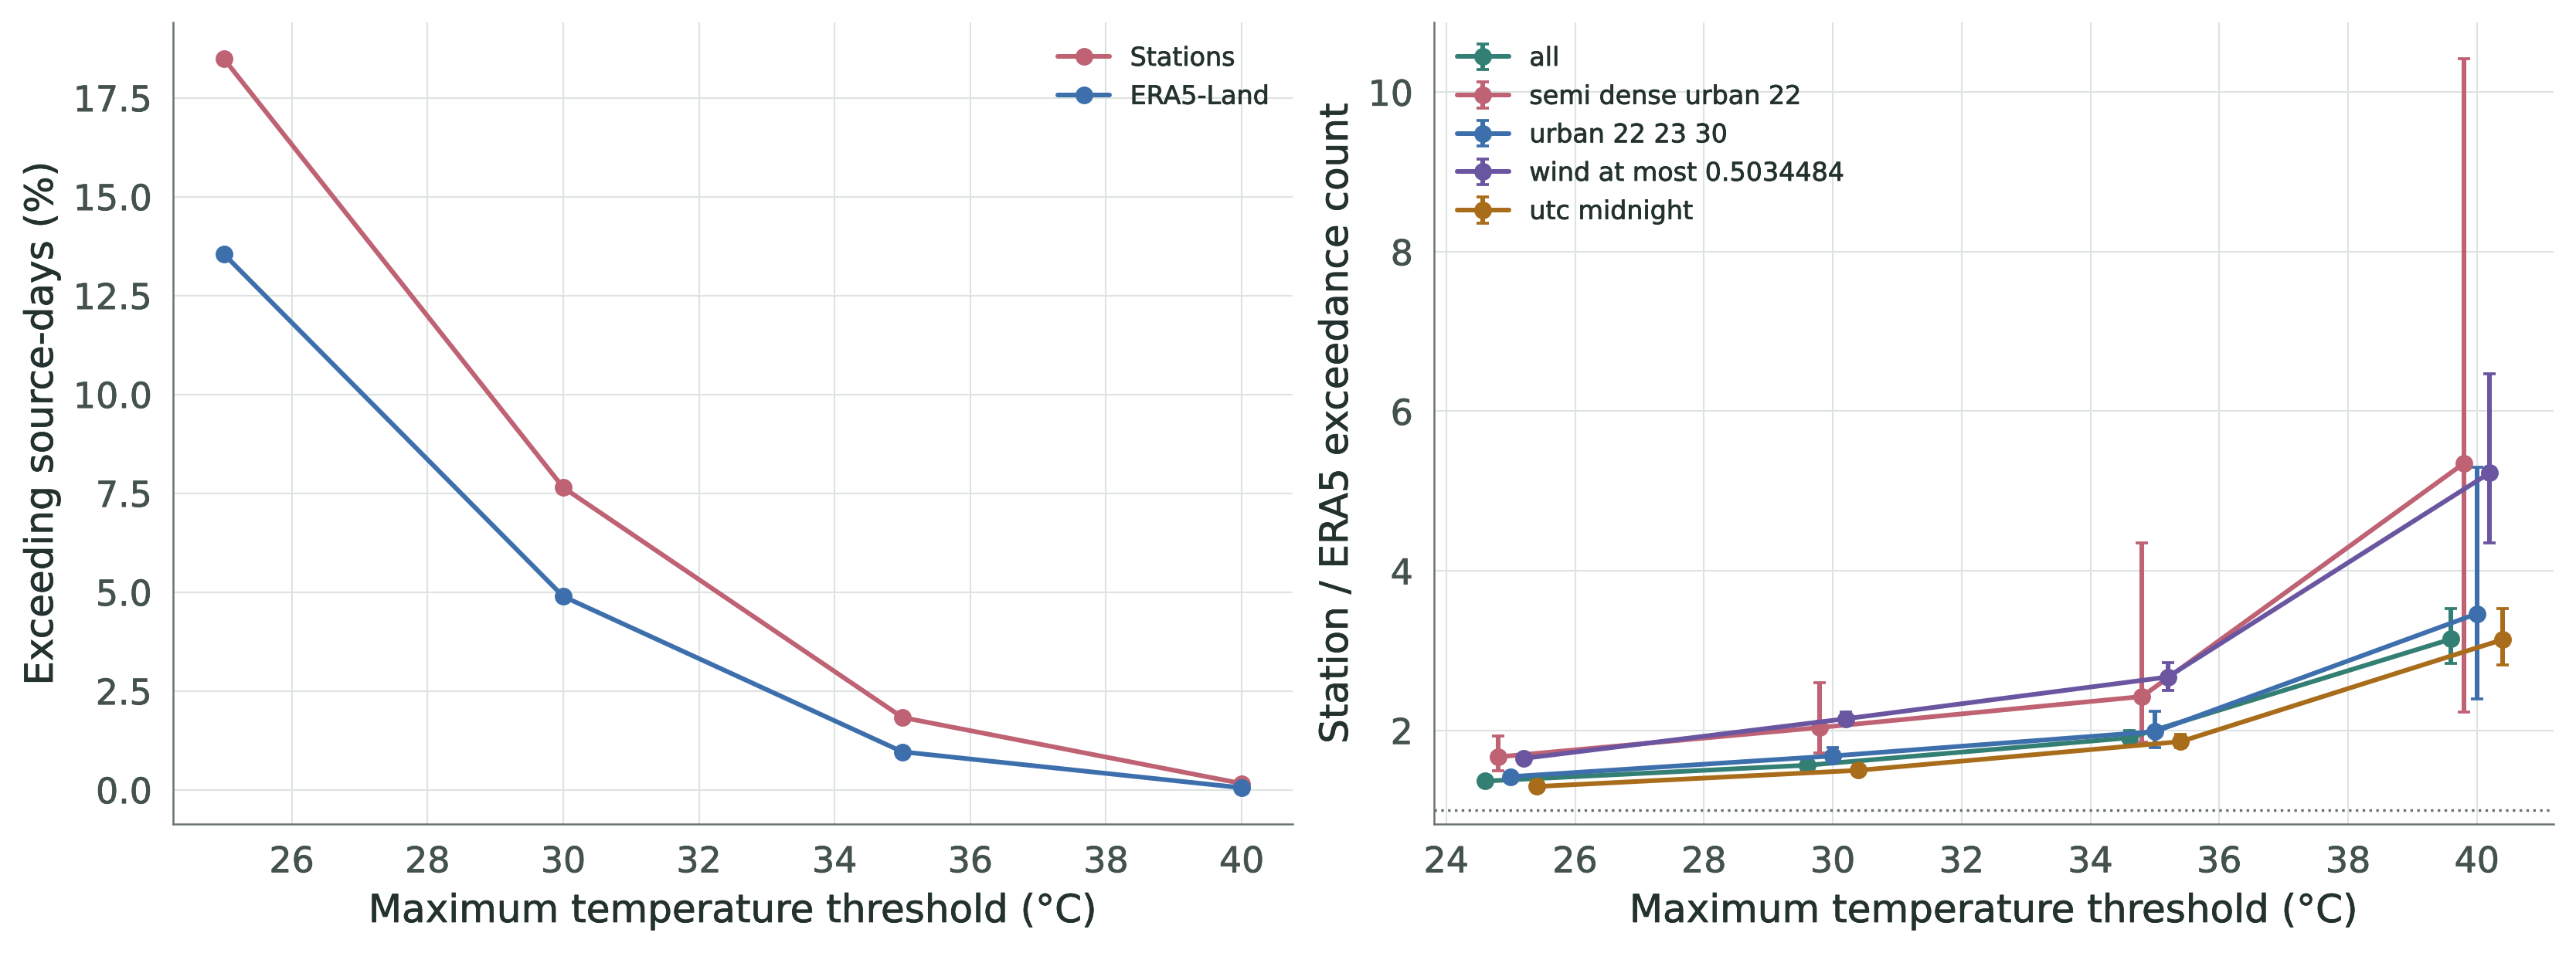 Exceeding source-days (%)
17.5
15.0
12.5
10.0
7.5
5.0
2.5
0.0
Stations
ERA5-Land
26 28 30 32 34 36 38 40
Maximum temperature threshold (°C)
Station / ERA5 exceedance count
10
8
6
4
2
all
semi dense urban 22
urban 22 23 30
wind at most 0.5034484
utc midnight
24 26 28 30 32 34 36 38 40
Maximum temperature threshold (°C)